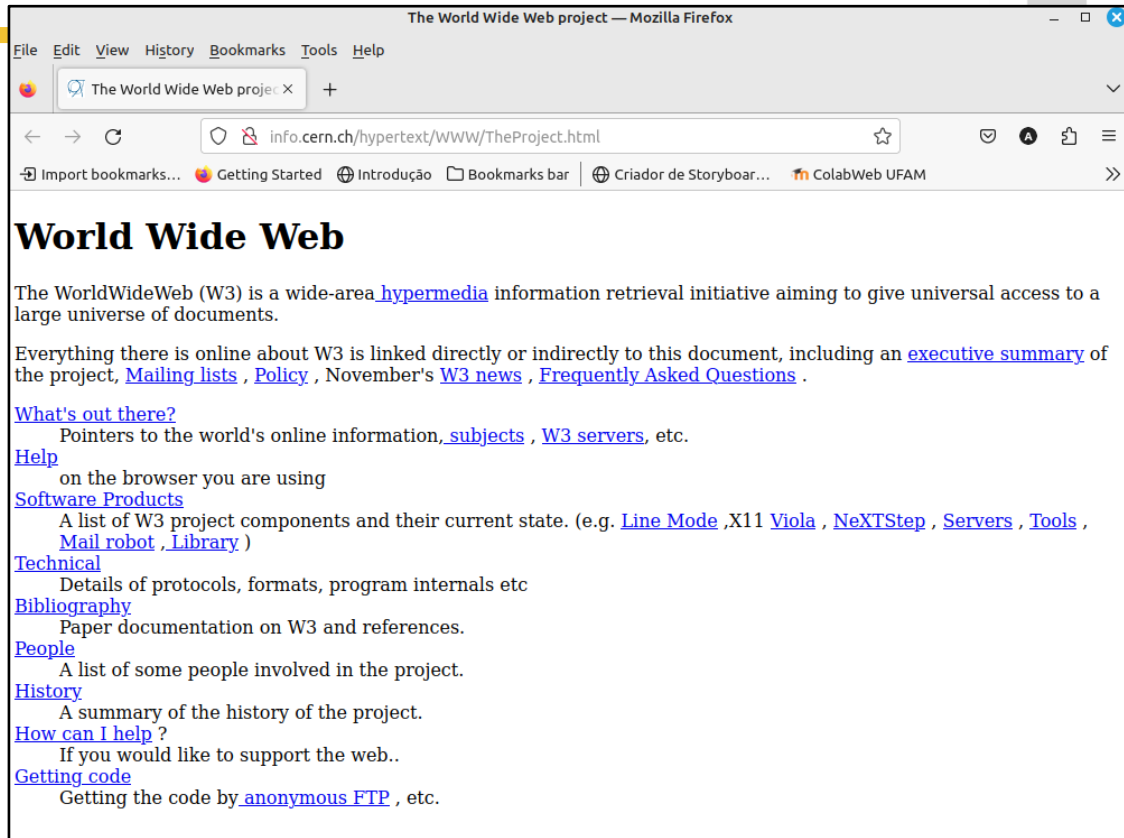 The World Wide Web project — Mozilla Firefox
File Edit View History Bookmarks Tools Help
The World Wide Web projec
info.cern.ch/hypertext/WWW/TheProject.html
A
Import bookmarks... Getting Started Introdução Bookmarks bar Criador de Storyboar... ColabWeb UFAM
World Wide Web
The WorldWideWeb (W3) is a wide-area hypermedia information retrieval initiative aiming to give universal access to a
large universe of documents.
Everything there is online about W3 is linked directly or indirectly to this document, including an executive summary of
the project, Mailing lists , Policy , November's W3 news , Frequently Asked Questions .
What's out there?
Pointers to the world's online information, subjects , W3 servers, etc.
Help
on the browser you are using
Software Products
A list of W3 project components and their current state. (e.g. Line Mode ,X11 Viola , NeXTStep , Servers , Tools ,
Mail robot , Library )
Technical
Details of protocols, formats, program internals etc
Bibliography
Paper documentation on W3 and references.
People
A list of some people involved in the project.
History
A summary of the history of the project.
How can I help ?
If you would like to support the web..
Getting code
Getting the code by anonymous FTP , etc.